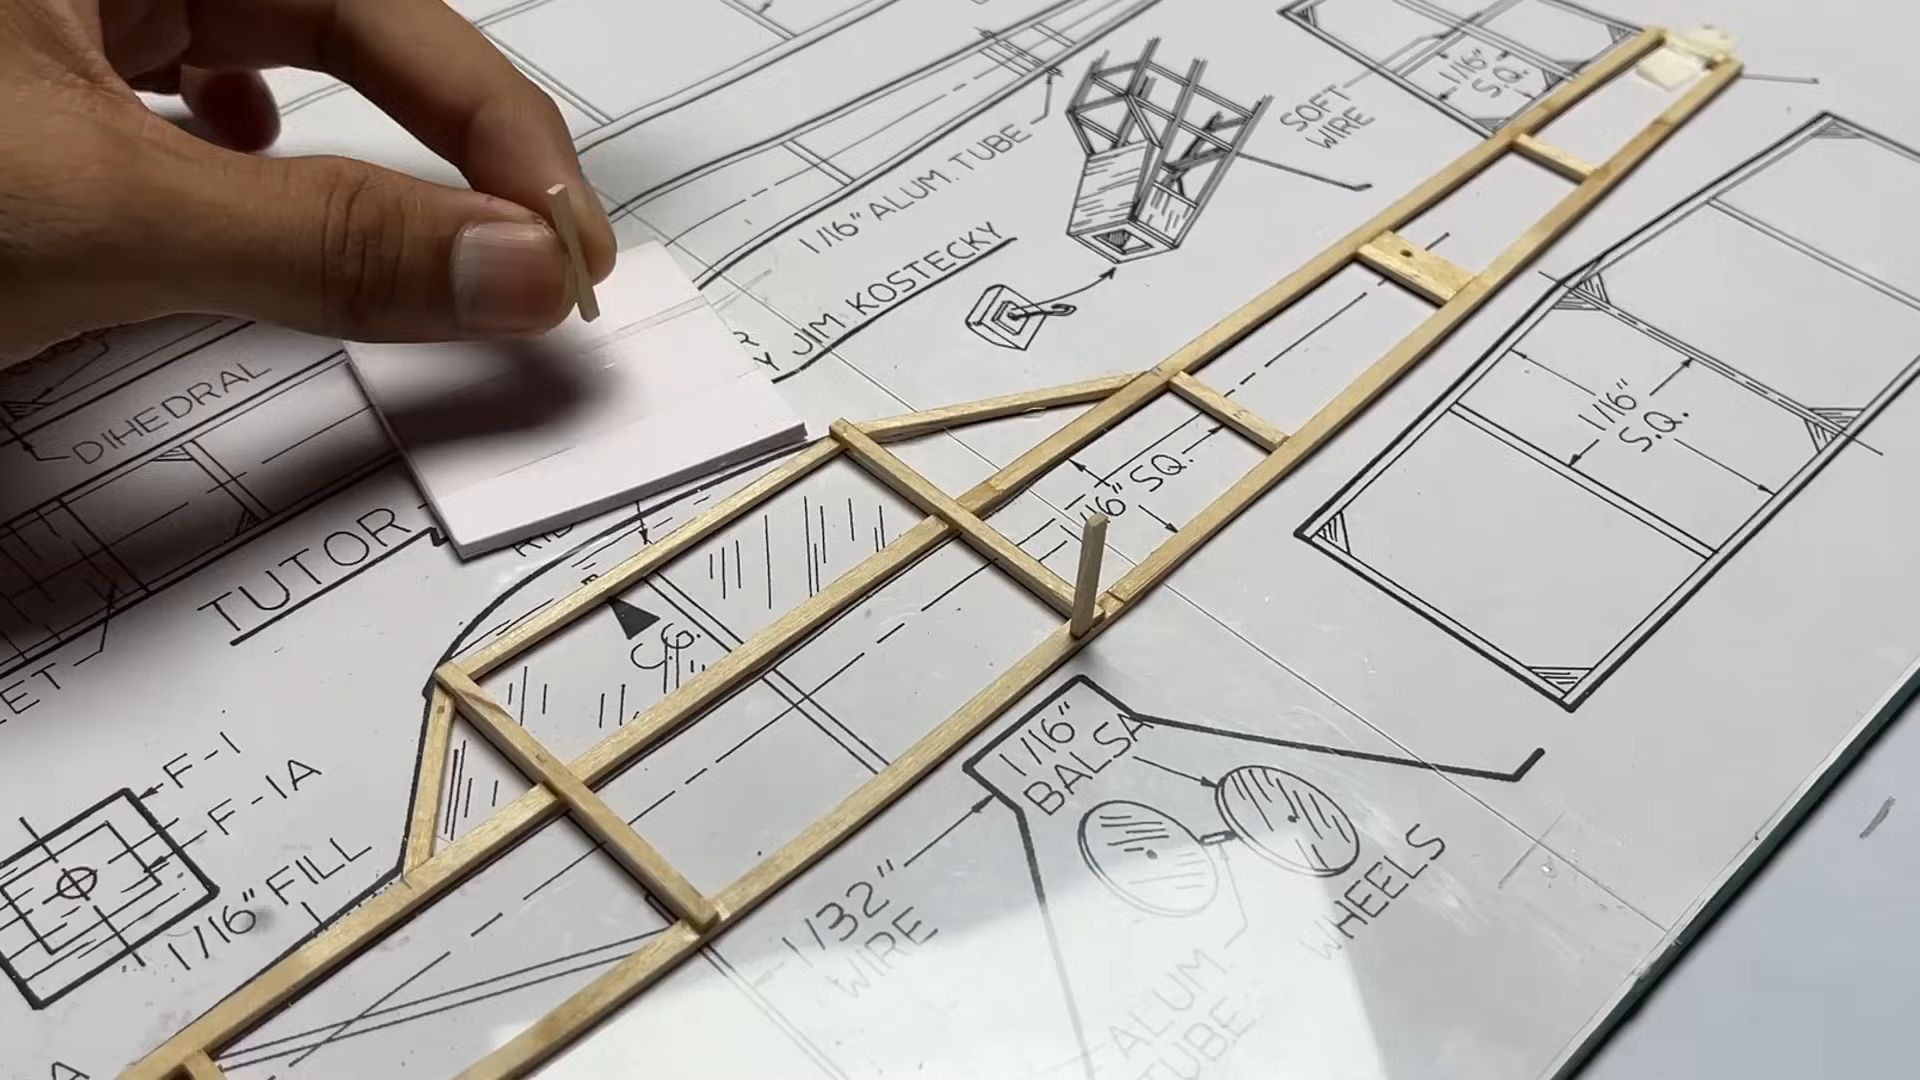 1/16"
S.Q.
SOFT
WIRE
1/16" ALUM. TUBE
R
Y JIM KOSTECKY
DIHEDRAL
TUTOR
1/16"
S.Q.
1/16" SQ.
C.G.
F-1
F-1A
1/16" FILL
1/16"
BALSA
1/32"
WIRE
WHEELS
ALUM.
TUBE
EET
A